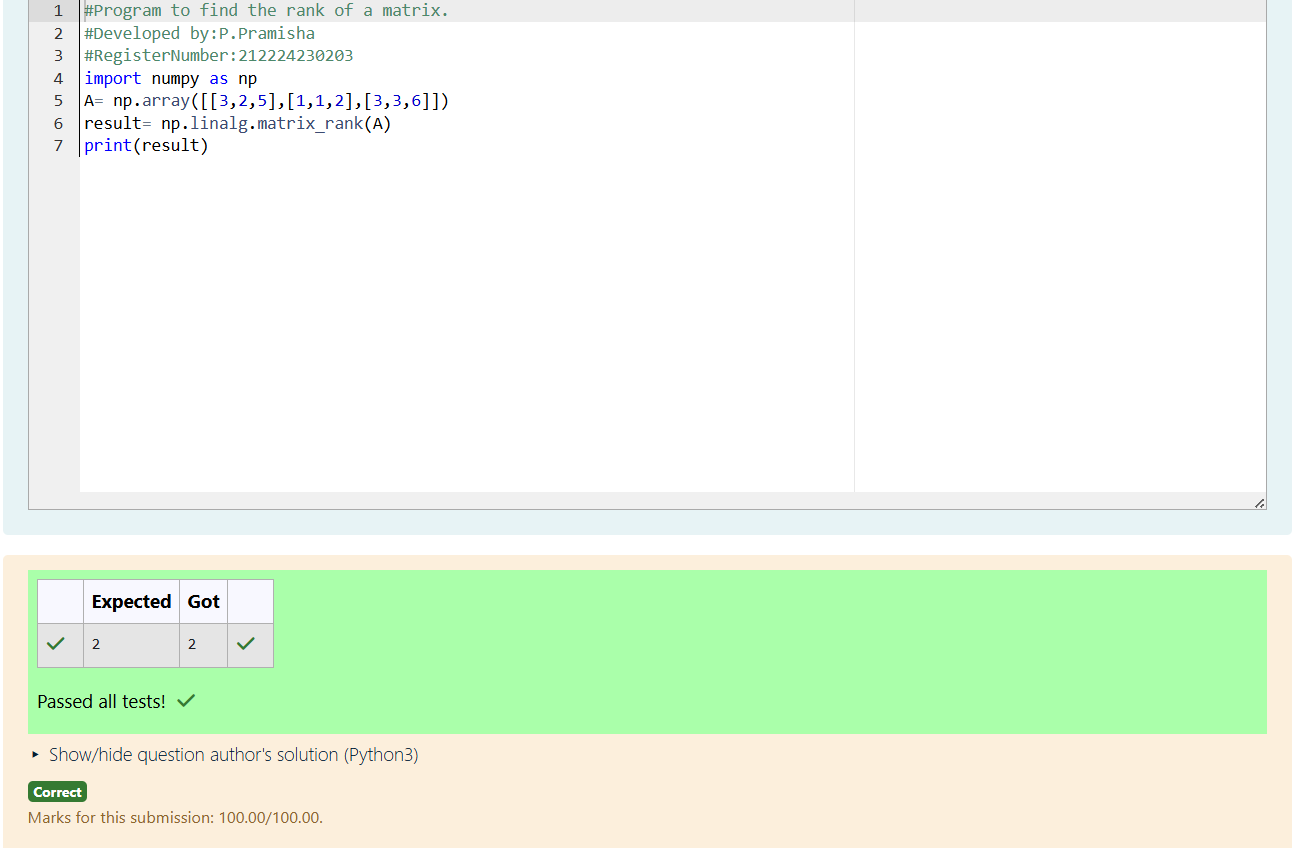 1 #Program to find the rank of a matrix.
2 #Developed by:P.Pramisha
3 #RegisterNumber:212224230203
4 import numpy as np
5 A= np.array([[3,2,5],[1,1,2],[3,3,6]])
6 result= np.linalg.matrix_rank(A)
7 print(result)
Expected Got
2 2
Passed all tests!
Show/hide question author's solution (Python3)
Correct
Marks for this submission: 100.00/100.00.